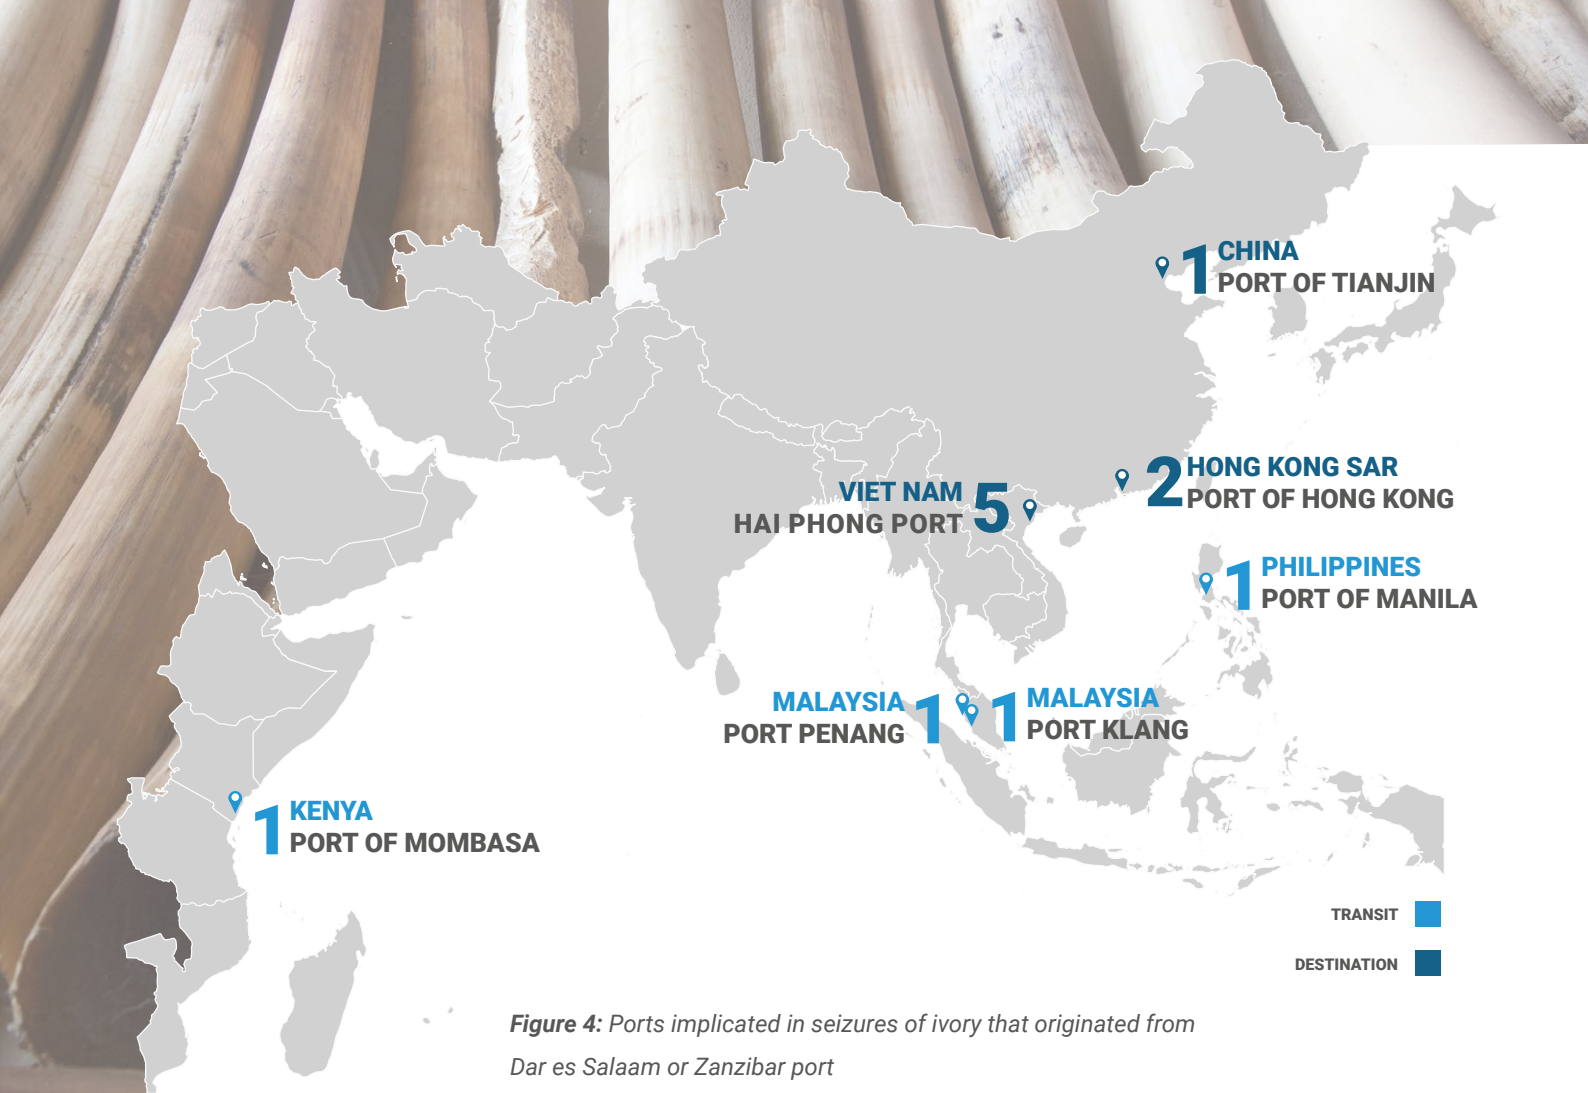 1 CHINA
PORT OF TIANJIN
2 HONG KONG SAR
PORT OF HONG KONG
VIET NAM 5
HAI PHONG PORT
1 PHILIPPINES
PORT OF MANILA
MALAYSIA 1
PORT PENANG
1 MALAYSIA
PORT KLANG
1 KENYA
PORT OF MOMBASA
TRANSIT
DESTINATION
Figure 4: Ports implicated in seizures of ivory that originated from
Dar es Salaam or Zanzibar port